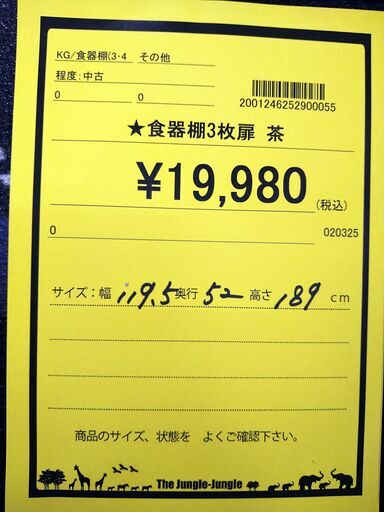 KG/食器棚(3・4 その他
程度:中古
0 0
2001246252900055
★食器棚3枚扉 茶
¥19,980(税込)
0 020325
サイズ:幅 119.5 奥行 52 高さ 189 cm
商品のサイズ、状態を よくご確認下さい。
The Jungle-Jungle